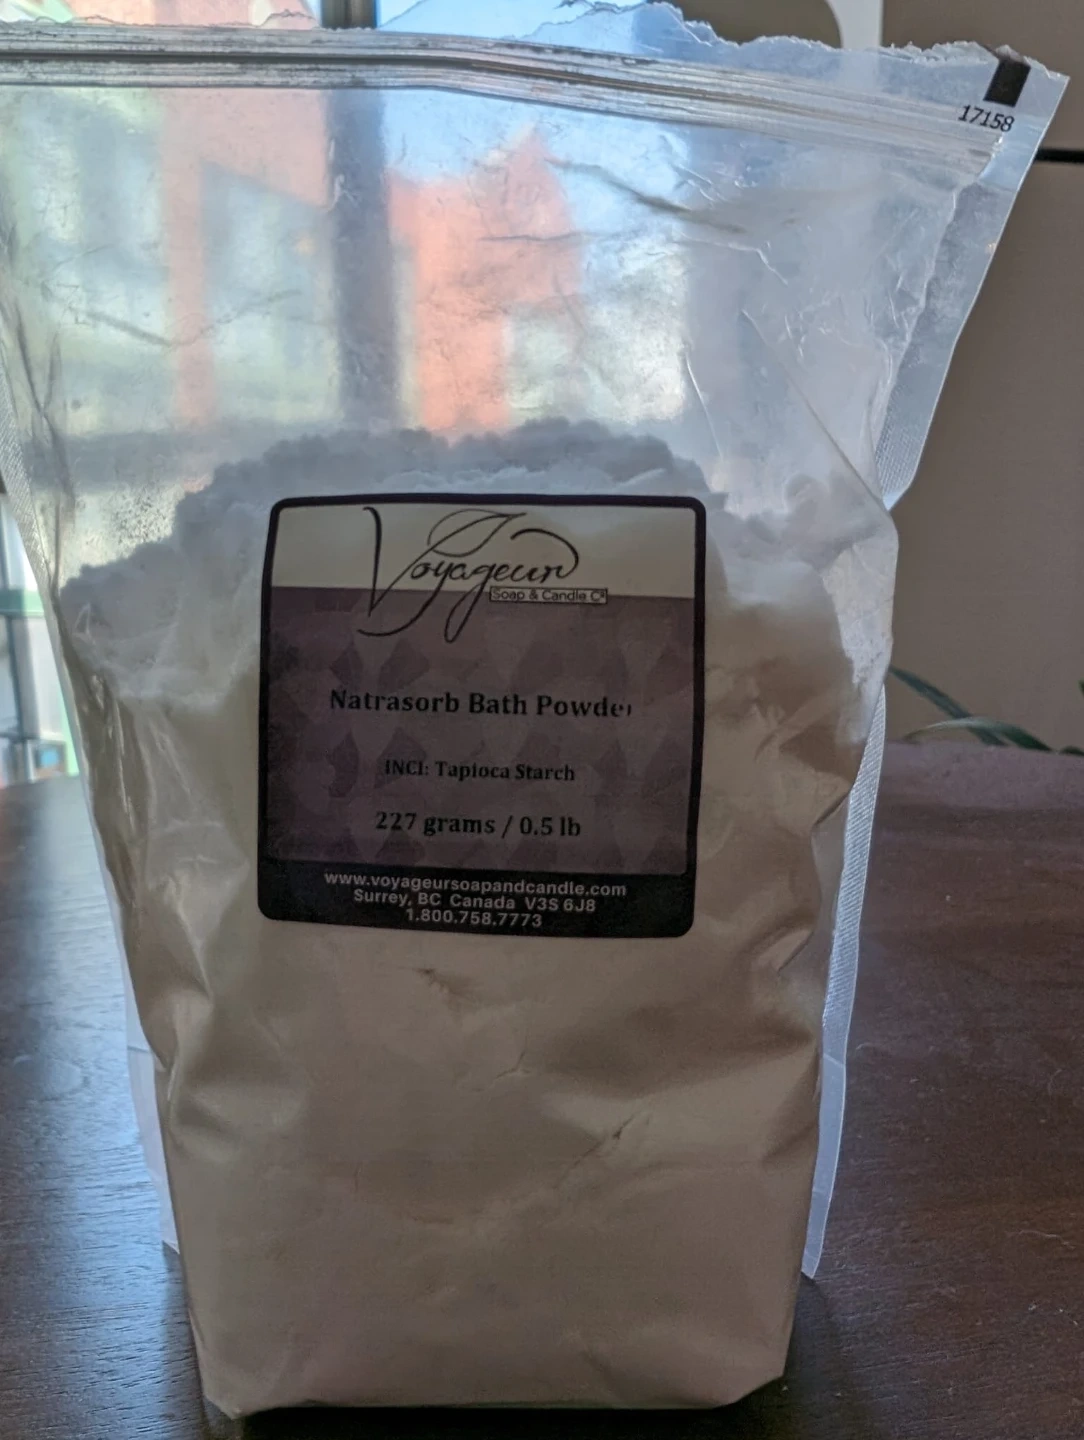 17158
Voyageur
Soap & Candle Cº
Natrasorb Bath Powder
INCI: Tapioca Starch
227 grams / 0.5 lb
www.voyageursoapandcandle.com
Surrey, BC Canada V3S 6J8
1.800.758.7773